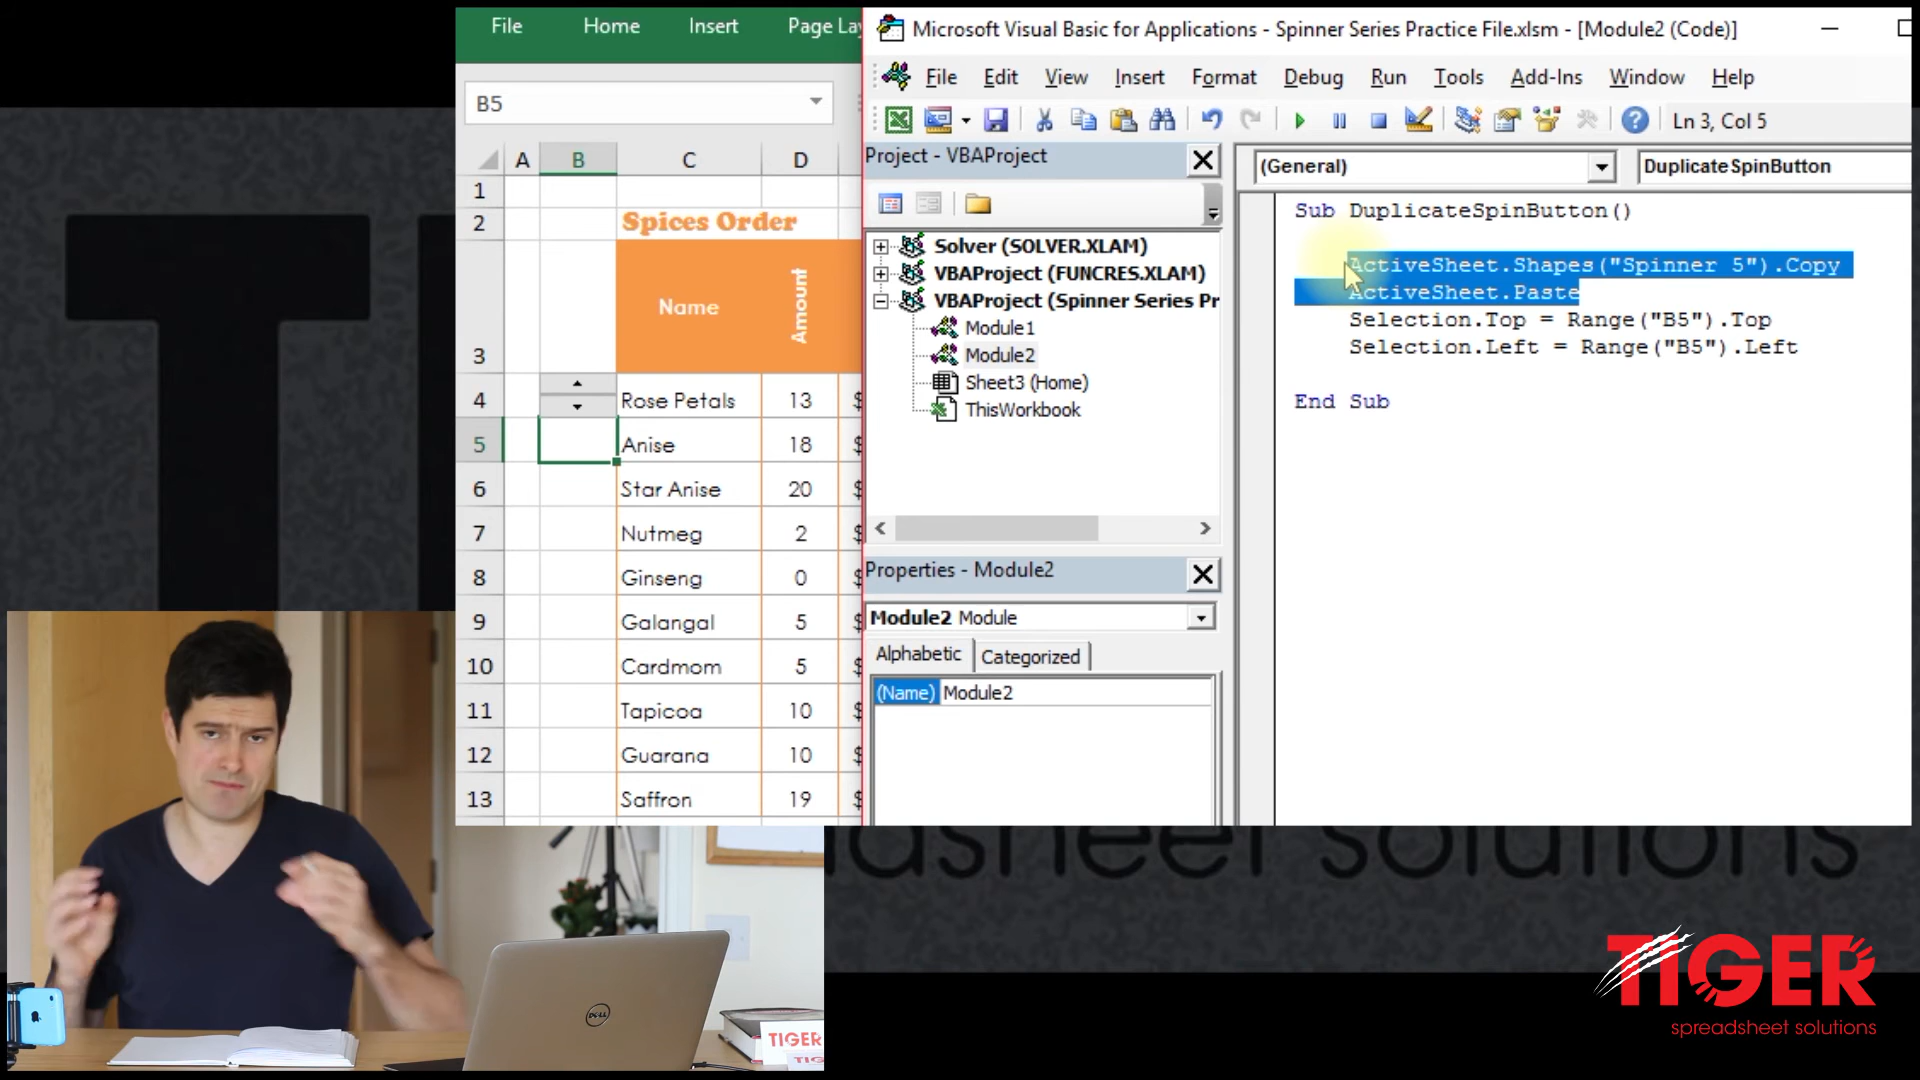 File Home Insert Page Lay
B5
A B C D
1
2 Spices Order
3 Name Amount
4 Rose Petals 13 $
5 Anise 18 $
6 Star Anise 20 $
7 Nutmeg 2 $
8 Ginseng 0 $
9 Galangal 5 $
10 Cardmom 5 $
11 Tapicoa 10 $
12 Guarana 10 $
13 Saffron 19 $
Microsoft Visual Basic for Applications - Spinner Series Practice File.xlsm - [Module2 (Code)]
File Edit View Insert Format Debug Run Tools Add-Ins Window Help
Ln 3, Col 5
Project - VBAProject
Solver (SOLVER.XLAM)
VBAProject (FUNCRES.XLAM)
VBAProject (Spinner Series Pr
Module1
Module2
Sheet3 (Home)
ThisWorkbook
Properties - Module2
Module2 Module
Alphabetic Categorized
(Name) Module2
(General) DuplicateSpinButton
Sub DuplicateSpinButton()
ActiveSheet.Shapes("Spinner 5").Copy
ActiveSheet.Paste
Selection.Top = Range("B5").Top
Selection.Left = Range("B5").Left
End Sub
adsheet solutions
DELL
TIGER
TIG
TIGER
spreadsheet solutions